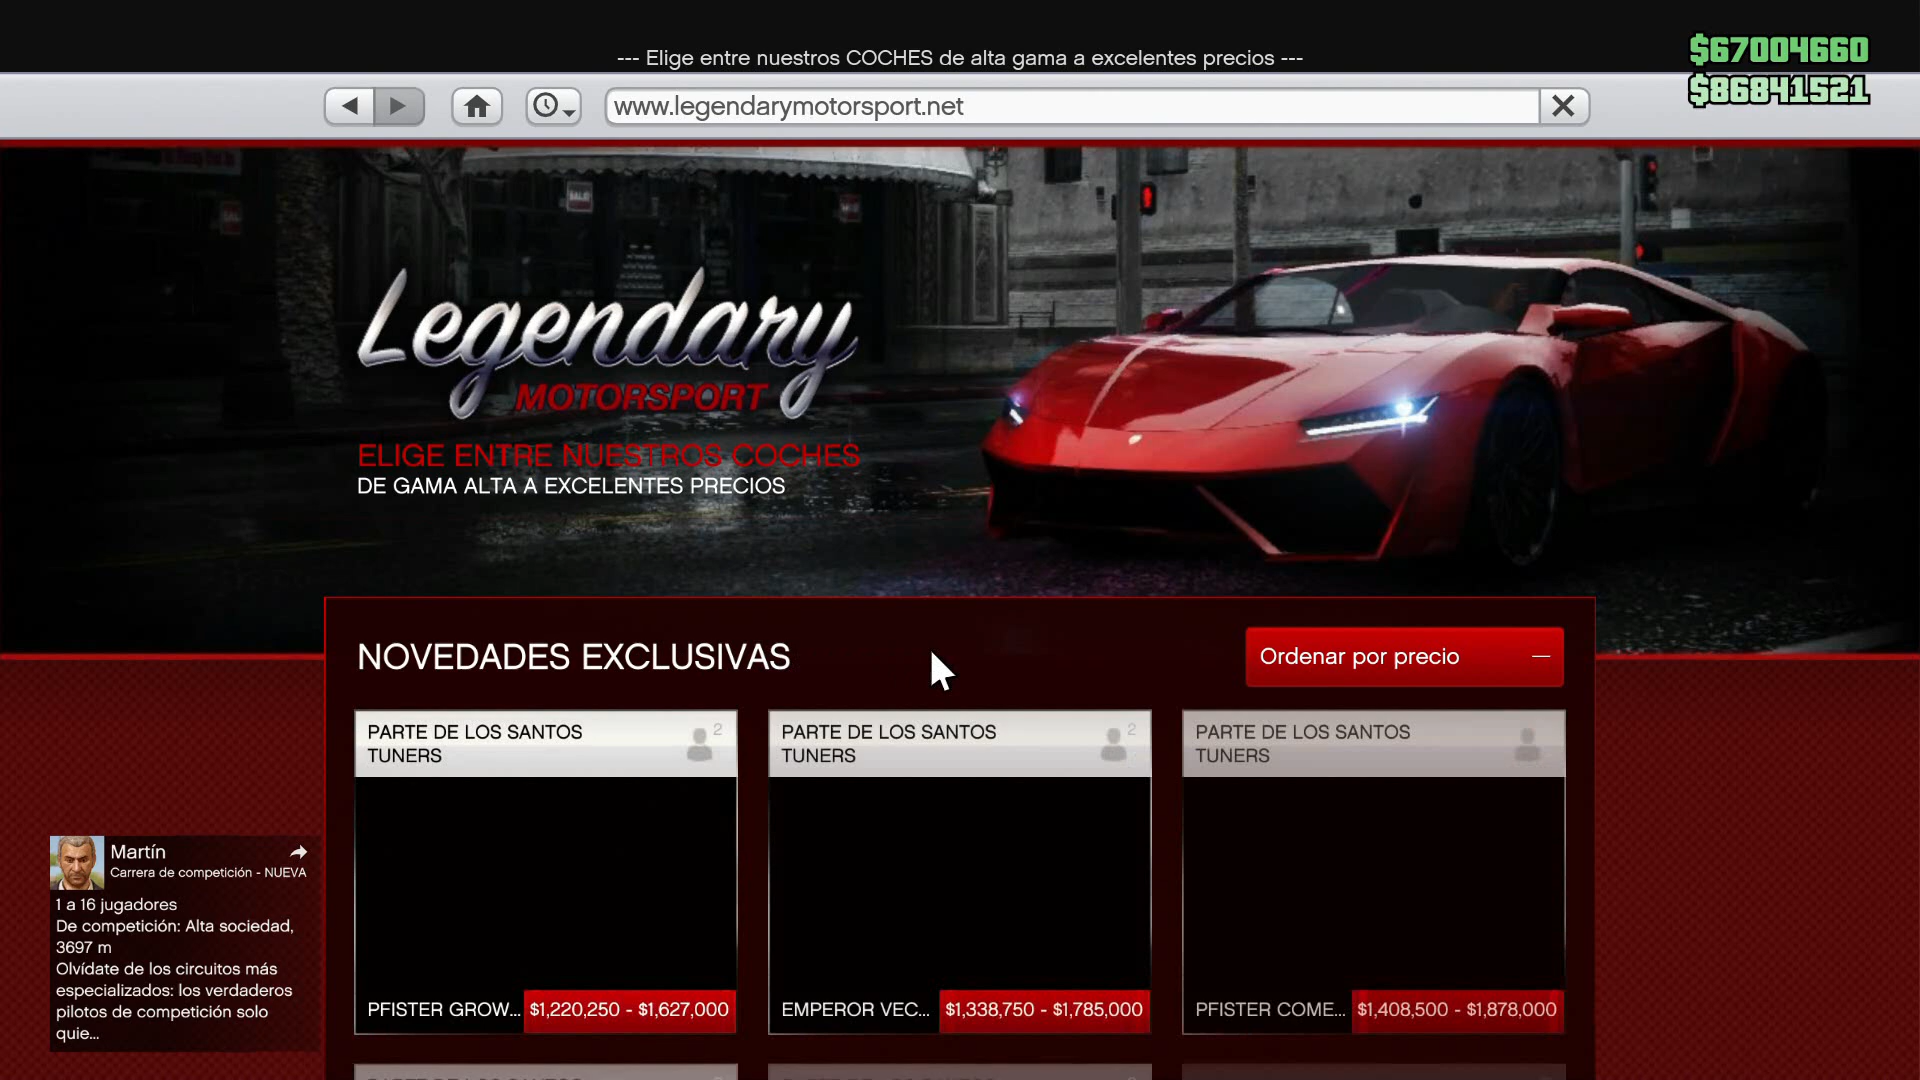 --- Elige entre nuestros COCHES de alta gama a excelentes precios ---
$67004660
$86841521
www.legendarymotorsport.net
Legendary
MOTORSPORT
ELIGE ENTRE NUESTROS COCHES
DE GAMA ALTA A EXCELENTES PRECIOS
NOVEDADES EXCLUSIVAS
Ordenar por precio
PARTE DE LOS SANTOS
TUNERS
2
PFISTER GROW...
$1,220,250 - $1,627,000
PARTE DE LOS SANTOS
TUNERS
2
EMPEROR VEC...
$1,338,750 - $1,785,000
PARTE DE LOS SANTOS
TUNERS
PFISTER COME...
$1,408,500 - $1,878,000
Martín
Carrera de competición - NUEVA
1 a 16 jugadores
De competición: Alta sociedad,
3697 m
Olvídate de los circuitos más
especializados: los verdaderos
pilotos de competición solo
quie...